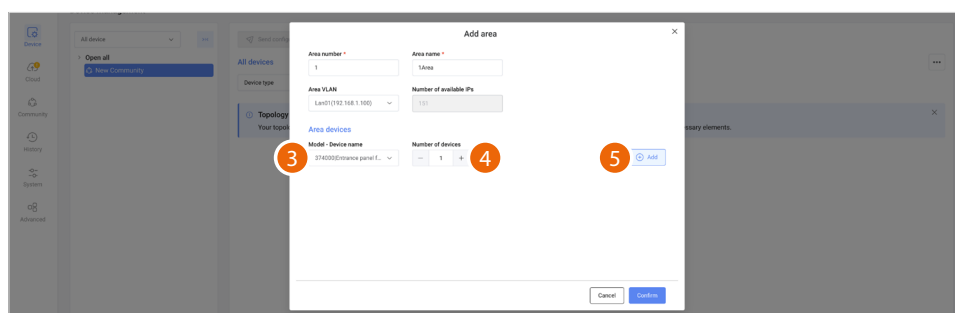 Add area
Device
All device
Send config
Area number *
Area name *
Open all
1
1Area
All devices
Cloud
New Community
Device type
Area VLAN
Number of available IPs
Lan01(192.168.1.100)
151
Community
Topology
Your topol
ssary elements.
Area devices
History
Model - Device name
Number of devices
3
374000|Entrance panel f...
1
4
5
Add
System
Advanced
Cancel
Confirm